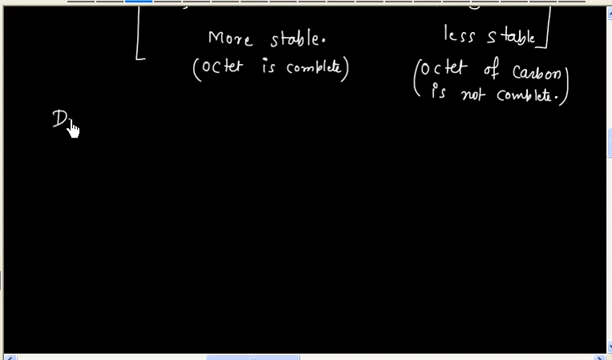 More stable.
(octet is complete)
less stable
(octet of carbon
is not complete.)
D